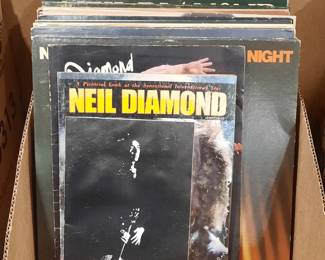 N
NIGHT
Diamond
A Pictorial Look at the Sensational International Star
NEIL DIAMOND